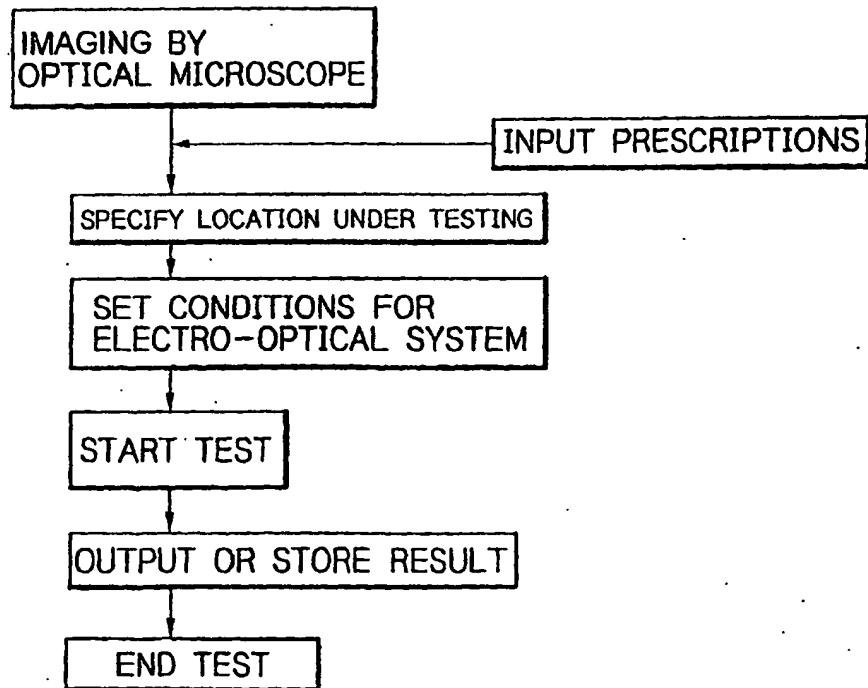 IMAGING BY
OPTICAL MICROSCOPE
INPUT PRESCRIPTIONS
SPECIFY LOCATION UNDER TESTING
SET CONDITIONS FOR
ELECTRO-OPTICAL SYSTEM
START TEST
OUTPUT OR STORE RESULT
END TEST